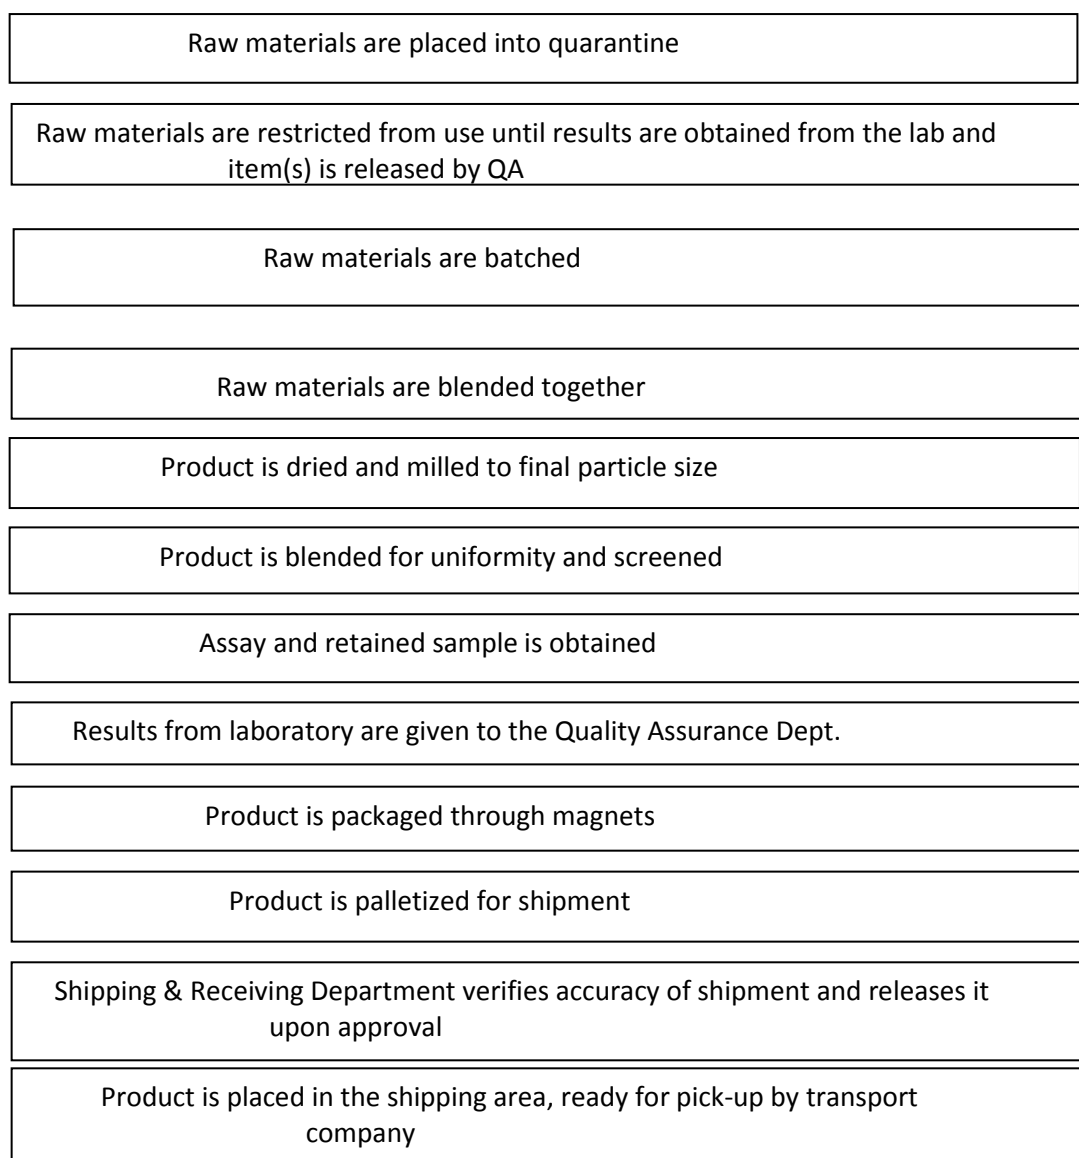 Raw materials are placed into quarantine
Raw materials are restricted from use until results are obtained from the lab and
item(s) is released by QA
Raw materials are batched
Raw materials are blended together
Product is dried and milled to final particle size
Product is blended for uniformity and screened
Assay and retained sample is obtained
Results from laboratory are given to the Quality Assurance Dept.
Product is packaged through magnets
Product is palletized for shipment
Shipping & Receiving Department verifies accuracy of shipment and releases it
upon approval
Product is placed in the shipping area, ready for pick-up by transport
company